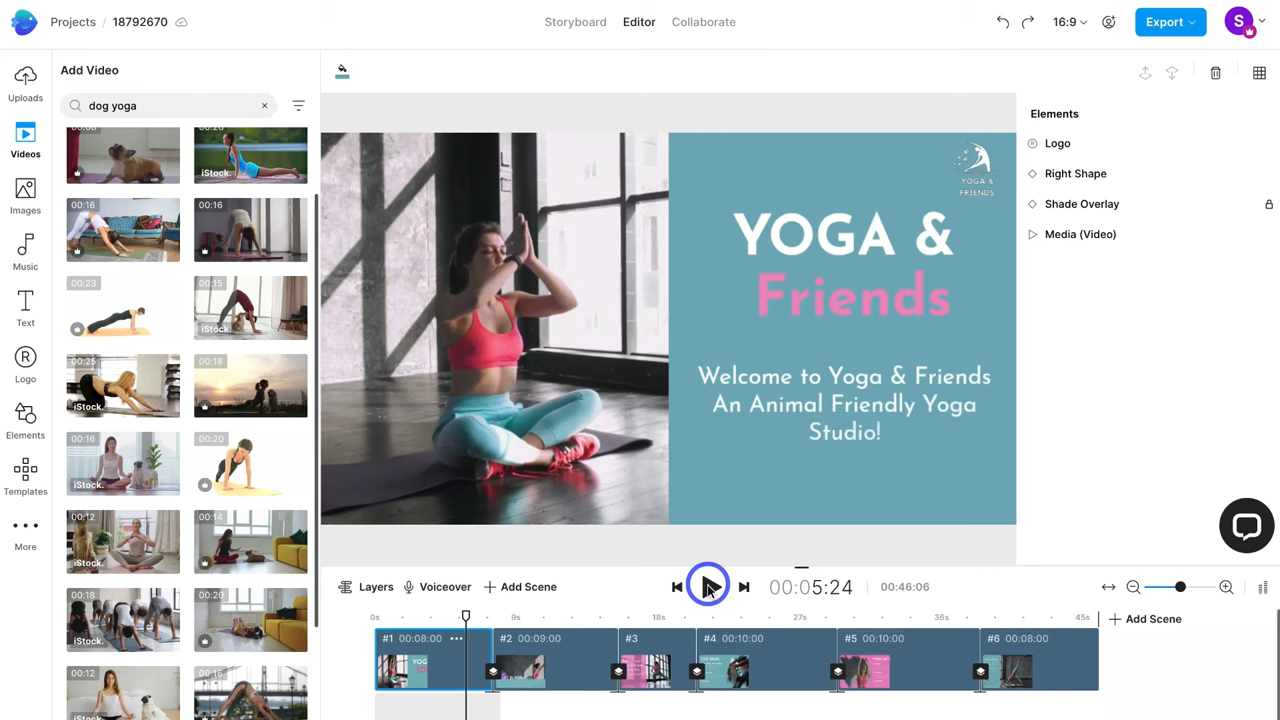 Projects / 18792670
Storyboard
Editor
Collaborate
16:9
Export
S
Uploads
Videos
Images
Music
Text
Logo
Elements
Templates
More
Add Video
dog yoga
iStock.
00:16
00:16
00:23
00:15
iStock.
00:25
iStock.
00:18
00:16
iStock.
00:20
00:12
iStock.
00:14
00:18
iStock.
00:20
00:12
00:16
YOGA &
FRIENDS
YOGA &
Friends
Welcome to Yoga & Friends
An Animal Friendly Yoga
Studio!
Elements
Logo
Right Shape
Shade Overlay
Media (Video)
Layers
Voiceover
Add Scene
00:05:24
00:46:06
0s
9s
18s
27s
36s
45s
Add Scene
#1 00:08:00
#2 00:09:00
#3
#4 00:10:00
#5 00:10:00
#6 00:08:00